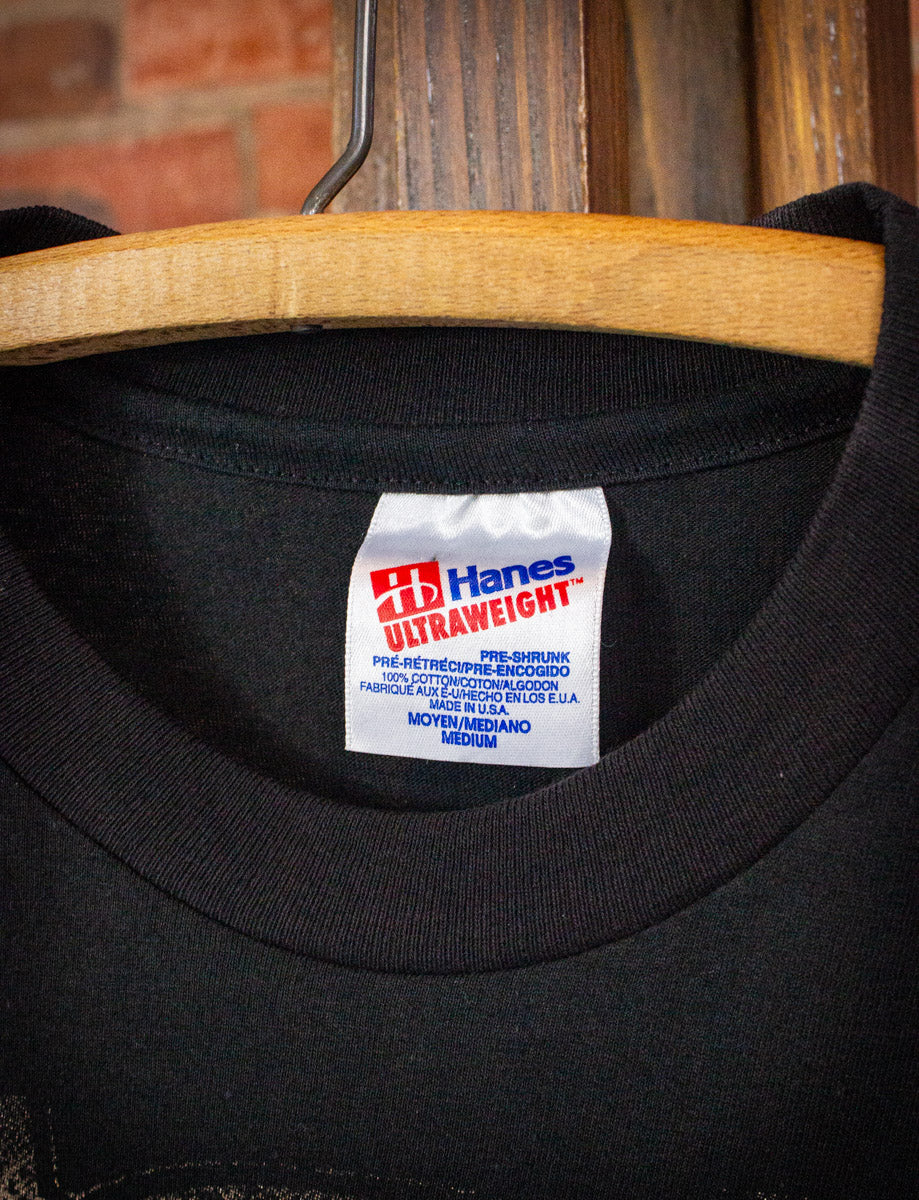 Hanes
ULTRAWEIGHT™
PRE-SHRUNK
PRÉ-RÉTRÉCI/PRE-ENCOGIDO
100% COTTON/COTON/ALGODON
FABRIQUÉ AUX É-U/HECHO EN LOS E.U.A.
MADE IN U.S.A.
MOYEN/MEDIANO
MEDIUM